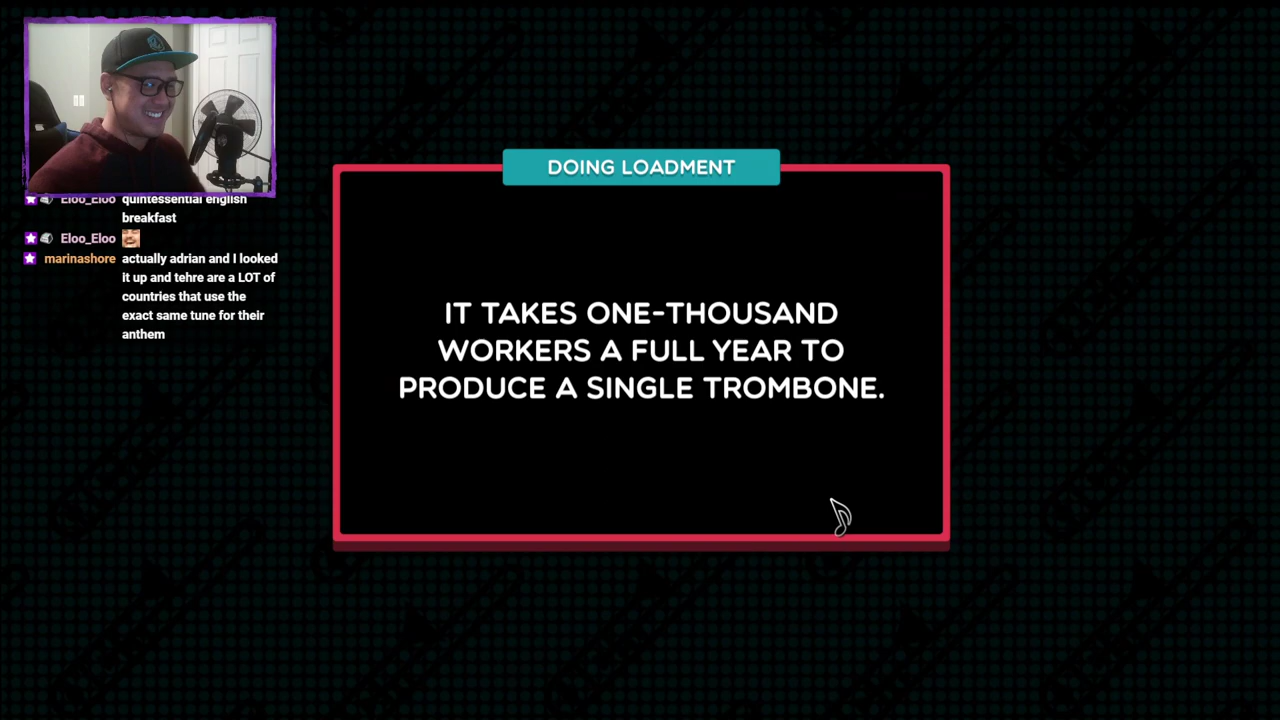 DOING LOADMENT
IT TAKES ONE-THOUSAND
WORKERS A FULL YEAR TO
PRODUCE A SINGLE TROMBONE.
Eloo_Eloo quintessential english
breakfast
Eloo_Eloo
marinashore actually adrian and I looked
it up and tehre are a LOT of
countries that use the
exact same tune for their
anthem